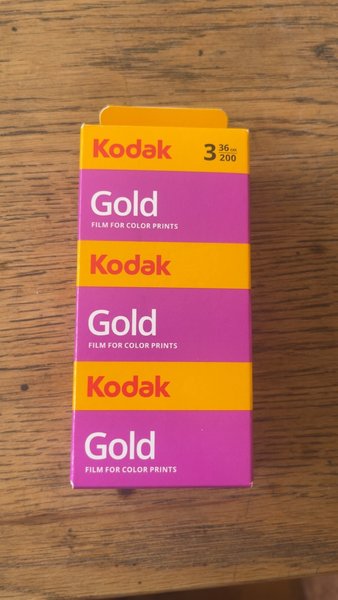 Kodak 3 36 EXP. 200
Gold
FILM FOR COLOR PRINTS
Kodak
Gold
FILM FOR COLOR PRINTS
Kodak
Gold
FILM FOR COLOR PRINTS